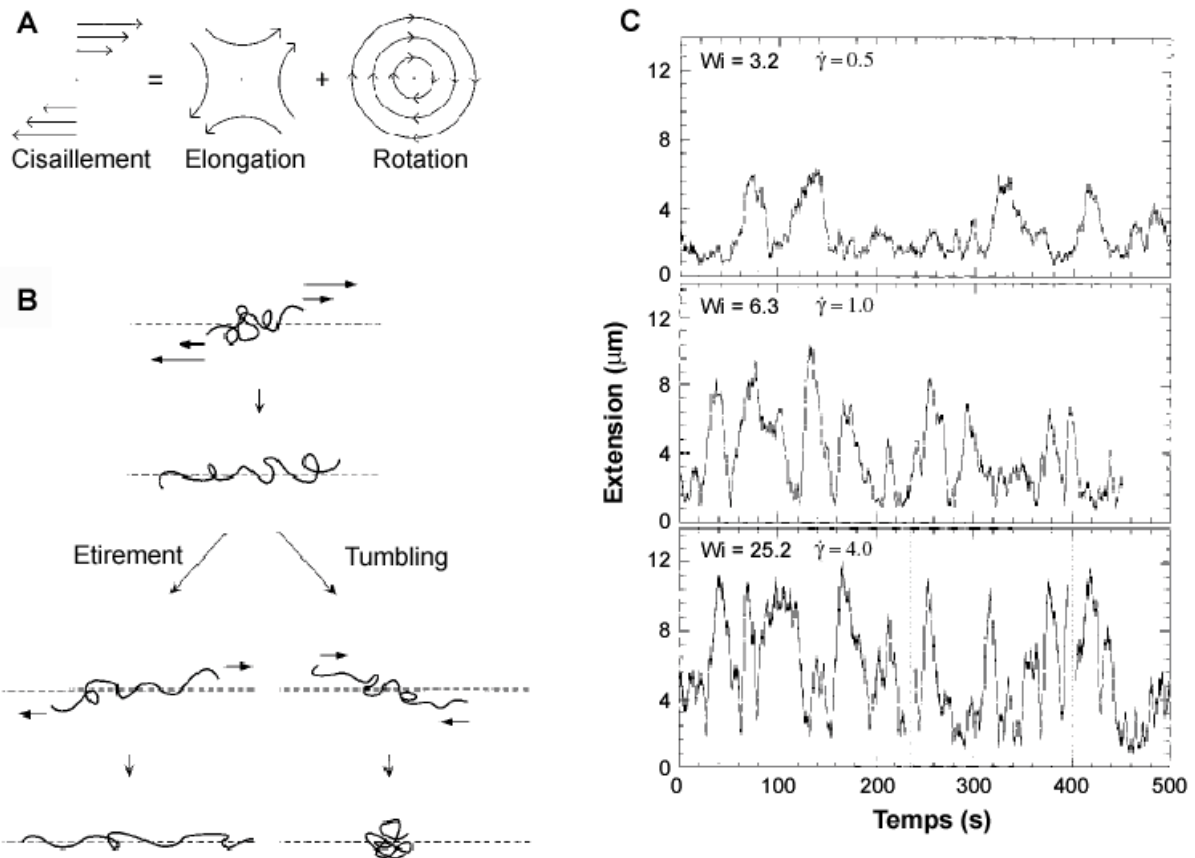 A
=
+
Cisaillement
Elongation
Rotation
B
Etirement
Tumbling
C
Extension (μm)
Wi = 3.2 γ̇ = 0.5
12
8
4
0
Wi = 6.3 γ̇ = 1.0
12
8
4
0
Wi = 25.2 γ̇ = 4.0
12
8
4
0
0 100 200 300 400 500
Temps (s)